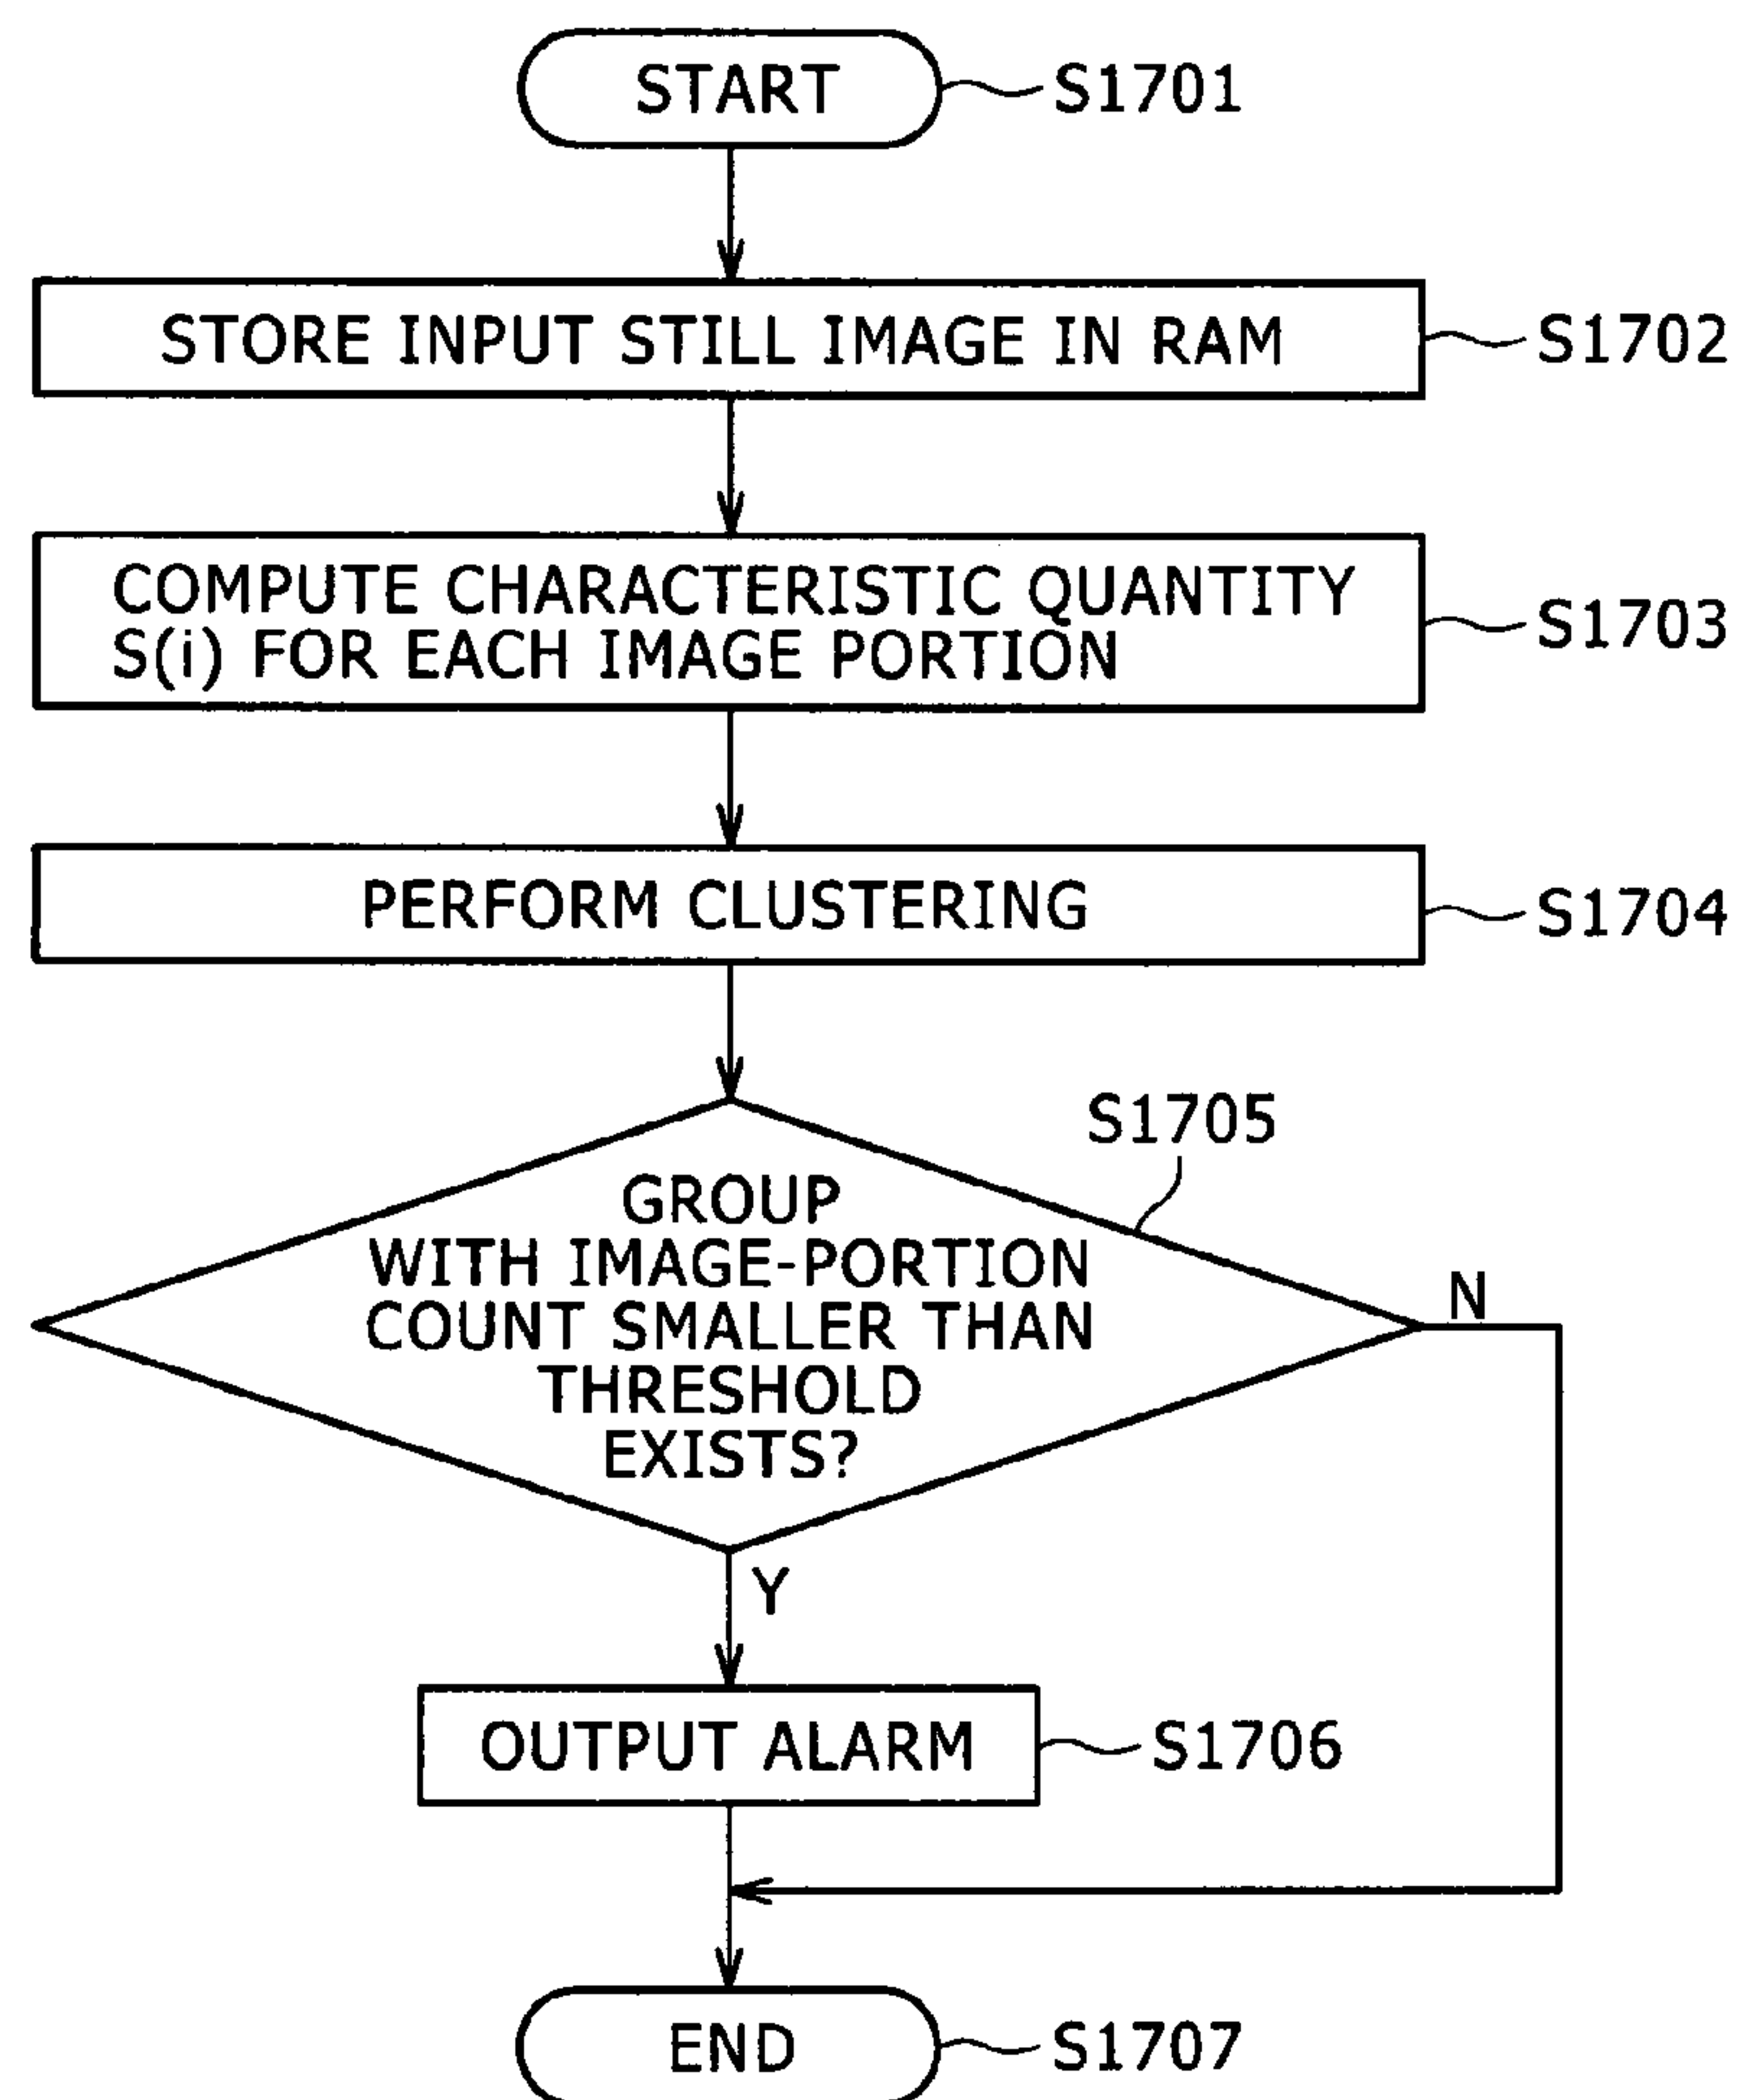 START
S1701
STORE INPUT STILL IMAGE IN RAM
S1702
COMPUTE CHARACTERISTIC QUANTITY
S(i) FOR EACH IMAGE PORTION
S1703
PERFORM CLUSTERING
S1704
S1705
GROUP
WITH IMAGE-PORTION
COUNT SMALLER THAN
THRESHOLD
EXISTS?
N
Y
OUTPUT ALARM
S1706
END
S1707